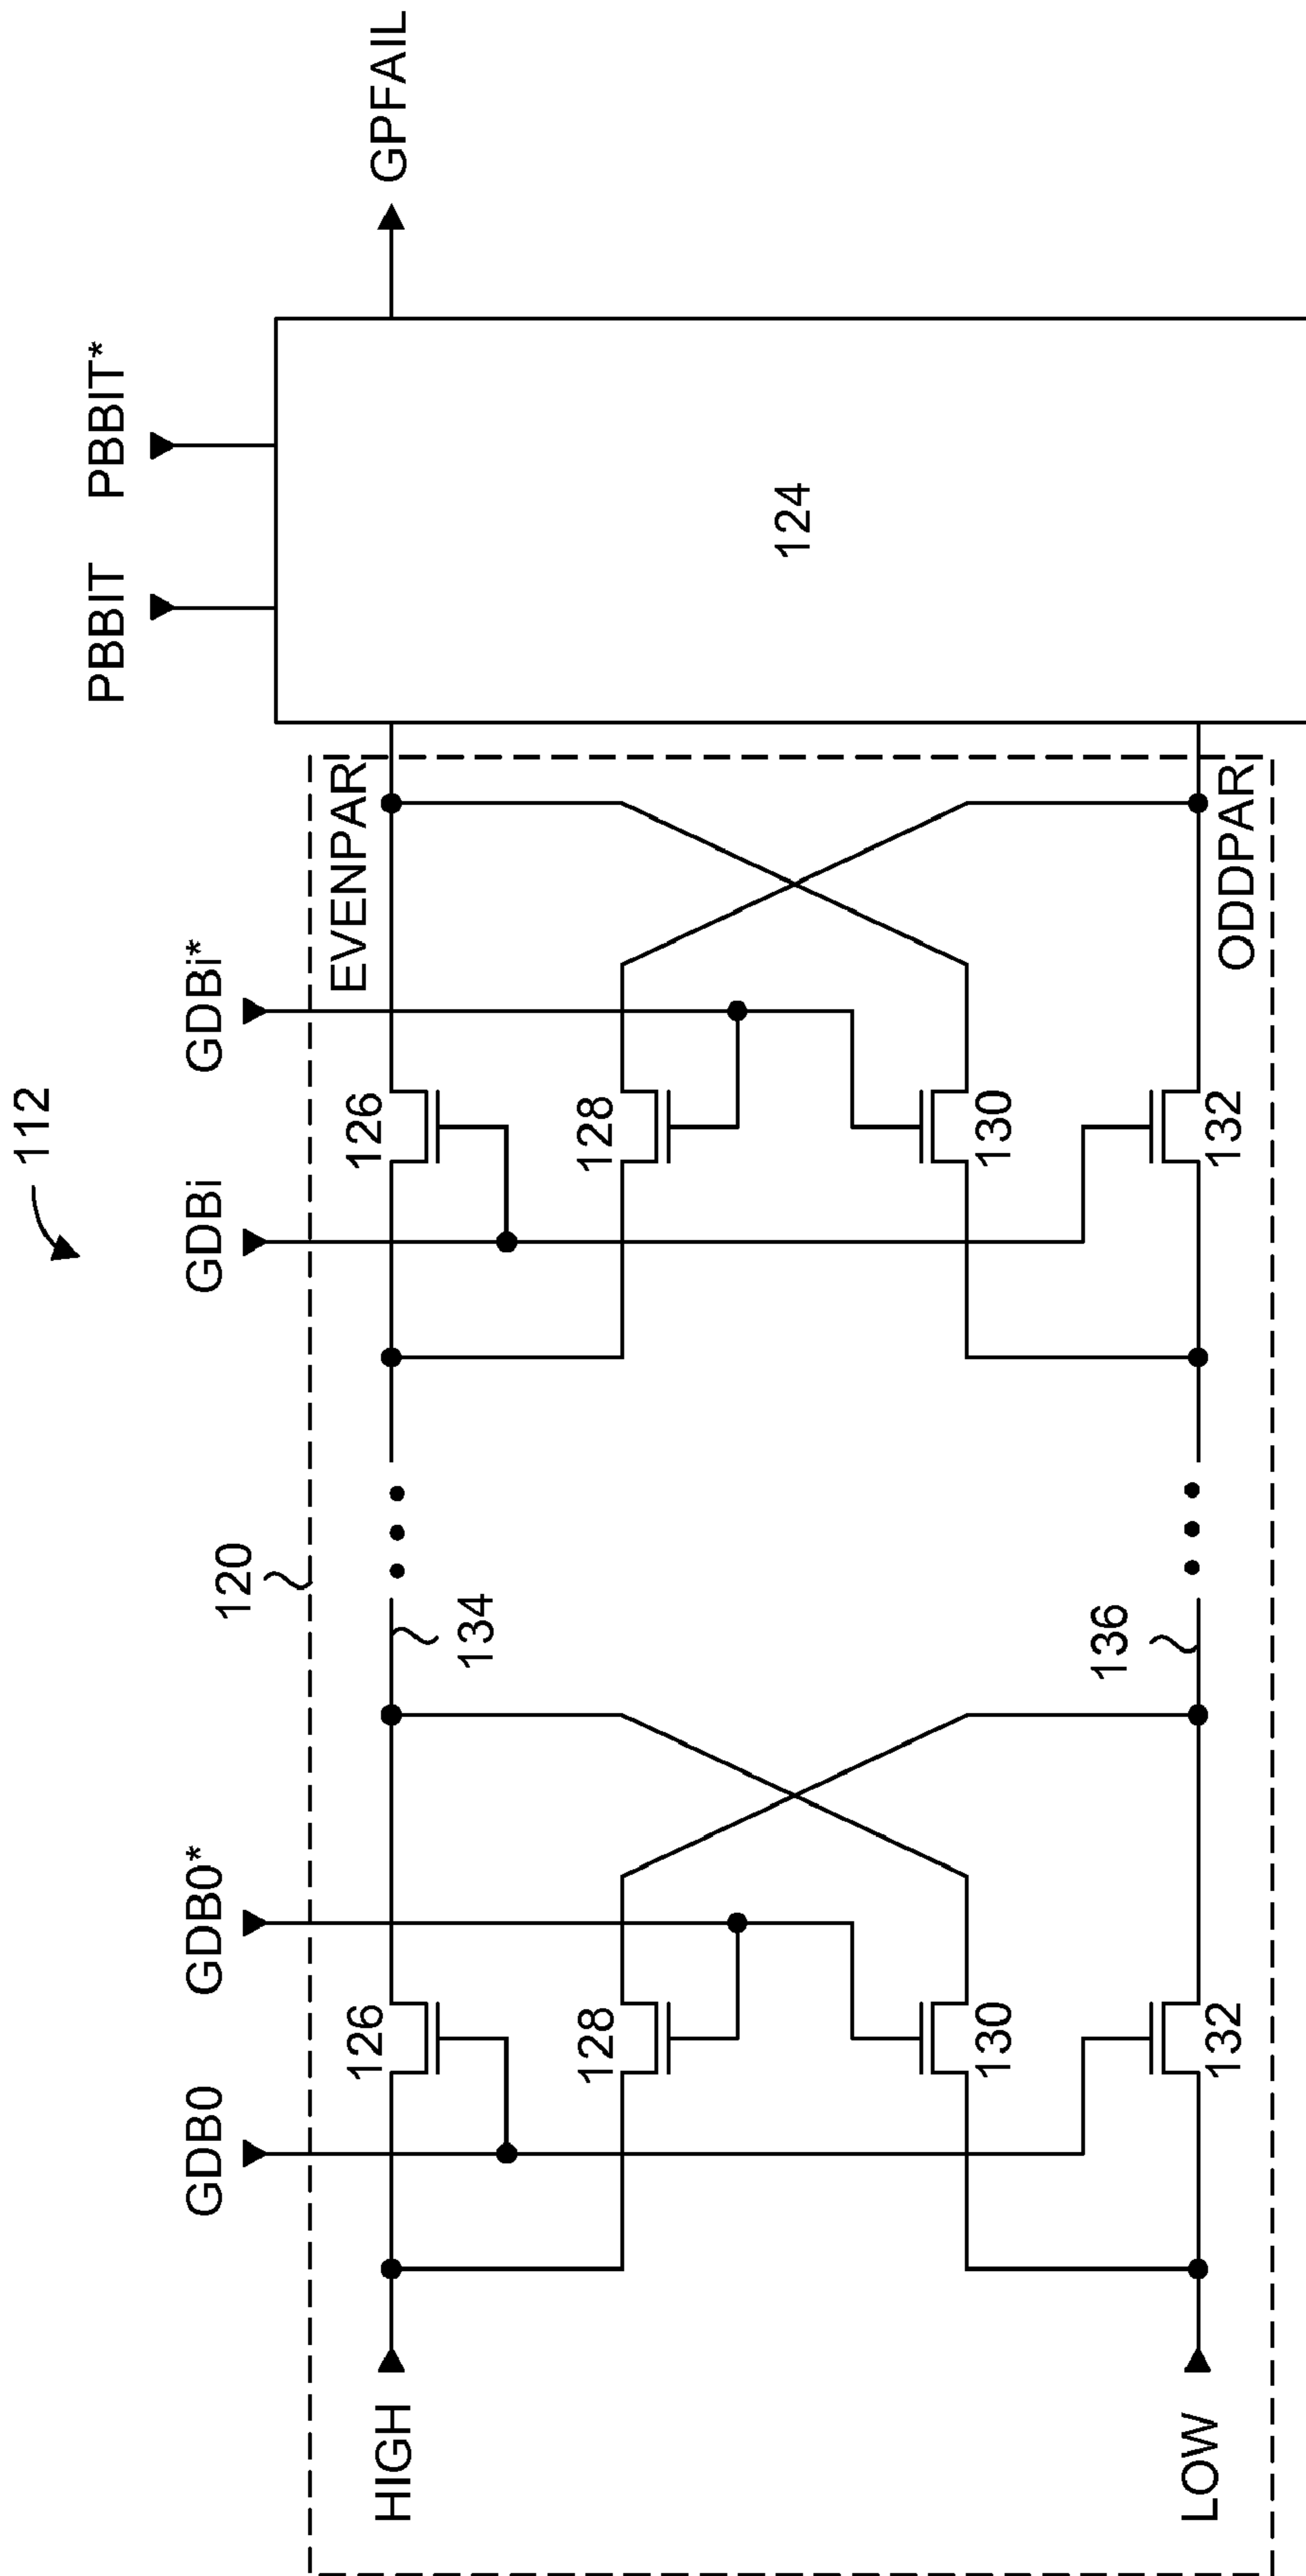 112
GDB0
GDB0*
GDBi
GDBi*
PBBIT
PBBIT*
120
HIGH
126
134
126
EVENPAR
GPFAIL
128
128
124
130
130
136
LOW
132
132
ODDPAR